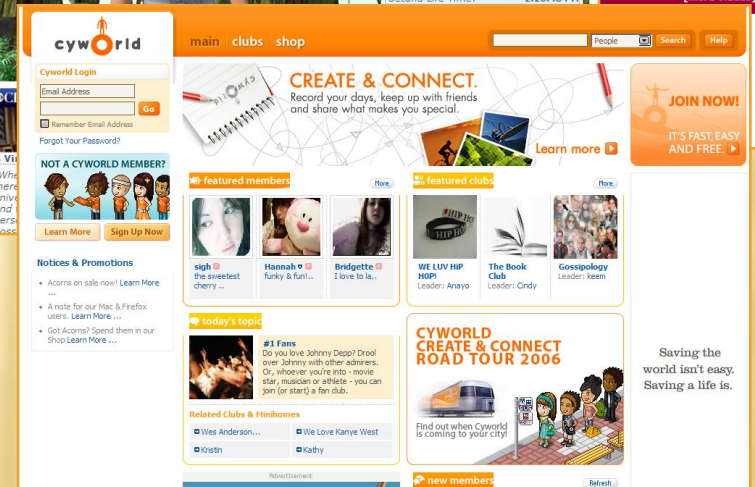 cyworld
main clubs shop
People
Search
Help
Cyworld Login
Email Address
Go
Remember Email Address
Forgot Your Password?
NOT A CYWORLD MEMBER?
Learn More
Sign Up Now
Notices & Promotions
Acorns on sale now! Learn More
...
A note for our Mac & Firefox
users. Learn More ...
Got Acorns? Spend them in our
Shop Learn More ...
CREATE & CONNECT.
Record your days, keep up with friends
and share what makes you special.
Learn more
JOIN NOW!
IT'S FAST, EASY
AND FREE.
featured members
More
sigh
the sweetest
cherry ..
Hannah
funky & fun!..
Bridgette
I love to la..
featured clubs
More
HIP HO
WE LUV HiP
HOP!
Leader: Anayo
The Book
Club
Leader: Cindy
Gossipology
Leader: keem
today's topic
#1 Fans
Do you love Johnny Depp? Drool
over Johnny with other admirers.
Or, whoever you're into - movie
star, musician or athlete - you can
join (or start) a fan club.
Related Clubs & Minihomes
Wes Anderson...
We Love Kanye West
Kristin
Kathy
Advertisement
CYWORLD
CREATE & CONNECT
ROAD TOUR 2006
BUS
Find out when Cyworld
is coming to your city!
new members
Refresh
Saving the
world isn't easy.
Saving a life is.